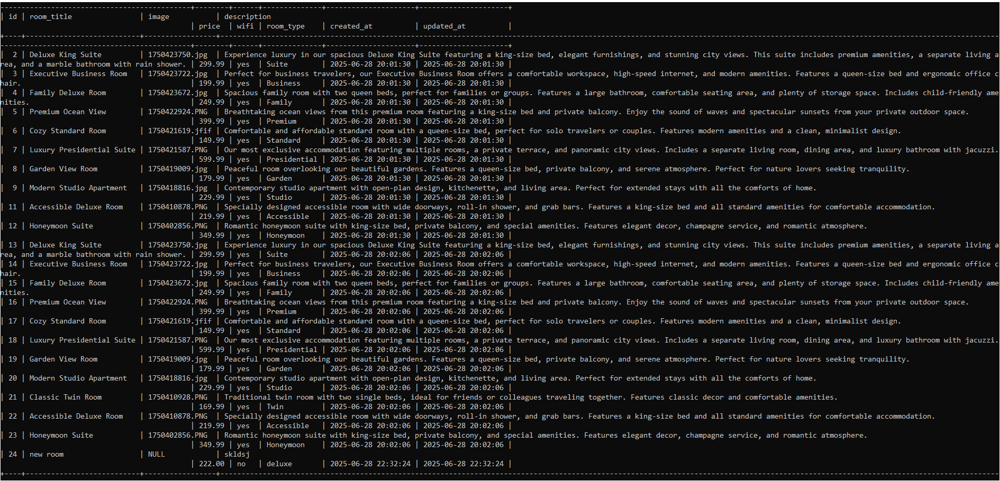 | id | room_title | image | description
| price | wifi | room_type | created_at | updated_at |
| 2 | Deluxe King Suite | 1750423750.jpg | Experience luxury in our spacious Deluxe King Suite featuring a king-size bed, elegant furnishings, and stunning city views. This suite includes premium amenities, a separate living a
rea, and a marble bathroom with rain shower. | 299.99 | yes | Suite | 2025-06-28 20:01:30 | 2025-06-28 20:01:30 |
| 3 | Executive Business Room | 1750423722.jpg | Perfect for business travelers, our Executive Business Room offers a comfortable workspace, high-speed internet, and modern amenities. Features a queen-size bed and ergonomic office c
hair. | 199.99 | yes | Business | 2025-06-28 20:01:30 | 2025-06-28 20:01:30 |
| 4 | Family Deluxe Room | 1750423672.jpg | Spacious family room with two queen beds, perfect for families or groups. Features a large bathroom, comfortable seating area, and plenty of storage space. Includes child-friendly ame
nities. | 249.99 | yes | Family | 2025-06-28 20:01:30 | 2025-06-28 20:01:30 |
| 5 | Premium Ocean View | 1750422924.PNG | Breathtaking ocean views from this premium room featuring a king-size bed and private balcony. Enjoy the sound of waves and spectacular sunsets from your private outdoor space.
| 399.99 | yes | Premium | 2025-06-28 20:01:30 | 2025-06-28 20:01:30 |
| 6 | Cozy Standard Room | 1750421619.jfif | Comfortable and affordable standard room with a queen-size bed, perfect for solo travelers or couples. Features modern amenities and a clean, minimalist design.
| 149.99 | yes | Standard | 2025-06-28 20:01:30 | 2025-06-28 20:01:30 |
| 7 | Luxury Presidential Suite | 1750421587.PNG | Our most exclusive accommodation featuring multiple rooms, a private terrace, and panoramic city views. Includes a separate living room, dining area, and luxury bathroom with jacuzzi.
| 599.99 | yes | Presidential | 2025-06-28 20:01:30 | 2025-06-28 20:01:30 |
| 8 | Garden View Room | 1750419009.jpg | Peaceful room overlooking our beautiful gardens. Features a queen-size bed, private balcony, and serene atmosphere. Perfect for nature lovers seeking tranquility.
| 179.99 | yes | Garden | 2025-06-28 20:01:30 | 2025-06-28 20:01:30 |
| 9 | Modern Studio Apartment | 1750418816.jpg | Contemporary studio apartment with open-plan design, kitchenette, and living area. Perfect for extended stays with all the comforts of home.
| 229.99 | yes | Studio | 2025-06-28 20:01:30 | 2025-06-28 20:01:30 |
| 11 | Accessible Deluxe Room | 1750410878.PNG | Specially designed accessible room with wide doorways, roll-in shower, and grab bars. Features a king-size bed and all standard amenities for comfortable accommodation.
| 219.99 | yes | Accessible | 2025-06-28 20:01:30 | 2025-06-28 20:01:30 |
| 12 | Honeymoon Suite | 1750402856.PNG | Romantic honeymoon suite with king-size bed, private balcony, and special amenities. Features elegant decor, champagne service, and romantic atmosphere.
| 349.99 | yes | Honeymoon | 2025-06-28 20:01:30 | 2025-06-28 20:01:30 |
| 13 | Deluxe King Suite | 1750423750.jpg | Experience luxury in our spacious Deluxe King Suite featuring a king-size bed, elegant furnishings, and stunning city views. This suite includes premium amenities, a separate living a
rea, and a marble bathroom with rain shower. | 299.99 | yes | Suite | 2025-06-28 20:02:06 | 2025-06-28 20:02:06 |
| 14 | Executive Business Room | 1750423722.jpg | Perfect for business travelers, our Executive Business Room offers a comfortable workspace, high-speed internet, and modern amenities. Features a queen-size bed and ergonomic office c
hair. | 199.99 | yes | Business | 2025-06-28 20:02:06 | 2025-06-28 20:02:06 |
| 15 | Family Deluxe Room | 1750423672.jpg | Spacious family room with two queen beds, perfect for families or groups. Features a large bathroom, comfortable seating area, and plenty of storage space. Includes child-friendly ame
nities. | 249.99 | yes | Family | 2025-06-28 20:02:06 | 2025-06-28 20:02:06 |
| 16 | Premium Ocean View | 1750422924.PNG | Breathtaking ocean views from this premium room featuring a king-size bed and private balcony. Enjoy the sound of waves and spectacular sunsets from your private outdoor space.
| 399.99 | yes | Premium | 2025-06-28 20:02:06 | 2025-06-28 20:02:06 |
| 17 | Cozy Standard Room | 1750421619.jfif | Comfortable and affordable standard room with a queen-size bed, perfect for solo travelers or couples. Features modern amenities and a clean, minimalist design.
| 149.99 | yes | Standard | 2025-06-28 20:02:06 | 2025-06-28 20:02:06 |
| 18 | Luxury Presidential Suite | 1750421587.PNG | Our most exclusive accommodation featuring multiple rooms, a private terrace, and panoramic city views. Includes a separate living room, dining area, and luxury bathroom with jacuzzi.
| 599.99 | yes | Presidential | 2025-06-28 20:02:06 | 2025-06-28 20:02:06 |
| 19 | Garden View Room | 1750419009.jpg | Peaceful room overlooking our beautiful gardens. Features a queen-size bed, private balcony, and serene atmosphere. Perfect for nature lovers seeking tranquility.
| 179.99 | yes | Garden | 2025-06-28 20:02:06 | 2025-06-28 20:02:06 |
| 20 | Modern Studio Apartment | 1750418816.jpg | Contemporary studio apartment with open-plan design, kitchenette, and living area. Perfect for extended stays with all the comforts of home.
| 229.99 | yes | Studio | 2025-06-28 20:02:06 | 2025-06-28 20:02:06 |
| 21 | Classic Twin Room | 1750410928.PNG | Traditional twin room with two single beds, ideal for friends or colleagues traveling together. Features classic decor and comfortable amenities.
| 169.99 | yes | Twin | 2025-06-28 20:02:06 | 2025-06-28 20:02:06 |
| 22 | Accessible Deluxe Room | 1750410878.PNG | Specially designed accessible room with wide doorways, roll-in shower, and grab bars. Features a king-size bed and all standard amenities for comfortable accommodation.
| 219.99 | yes | Accessible | 2025-06-28 20:02:06 | 2025-06-28 20:02:06 |
| 23 | Honeymoon Suite | 1750402856.PNG | Romantic honeymoon suite with king-size bed, private balcony, and special amenities. Features elegant decor, champagne service, and romantic atmosphere.
| 349.99 | yes | Honeymoon | 2025-06-28 20:02:06 | 2025-06-28 20:02:06 |
| 24 | new room | NULL | skldsj
| 222.00 | no | deluxe | 2025-06-28 22:32:24 | 2025-06-28 22:32:24 |